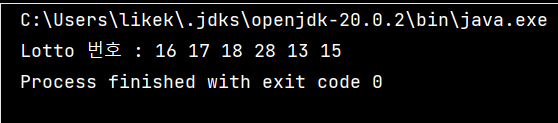 C:\Users\likek\.jdks\openjdk-20.0.2\bin\java.exe
Lotto 번호 : 16 17 18 28 13 15
Process finished with exit code 0